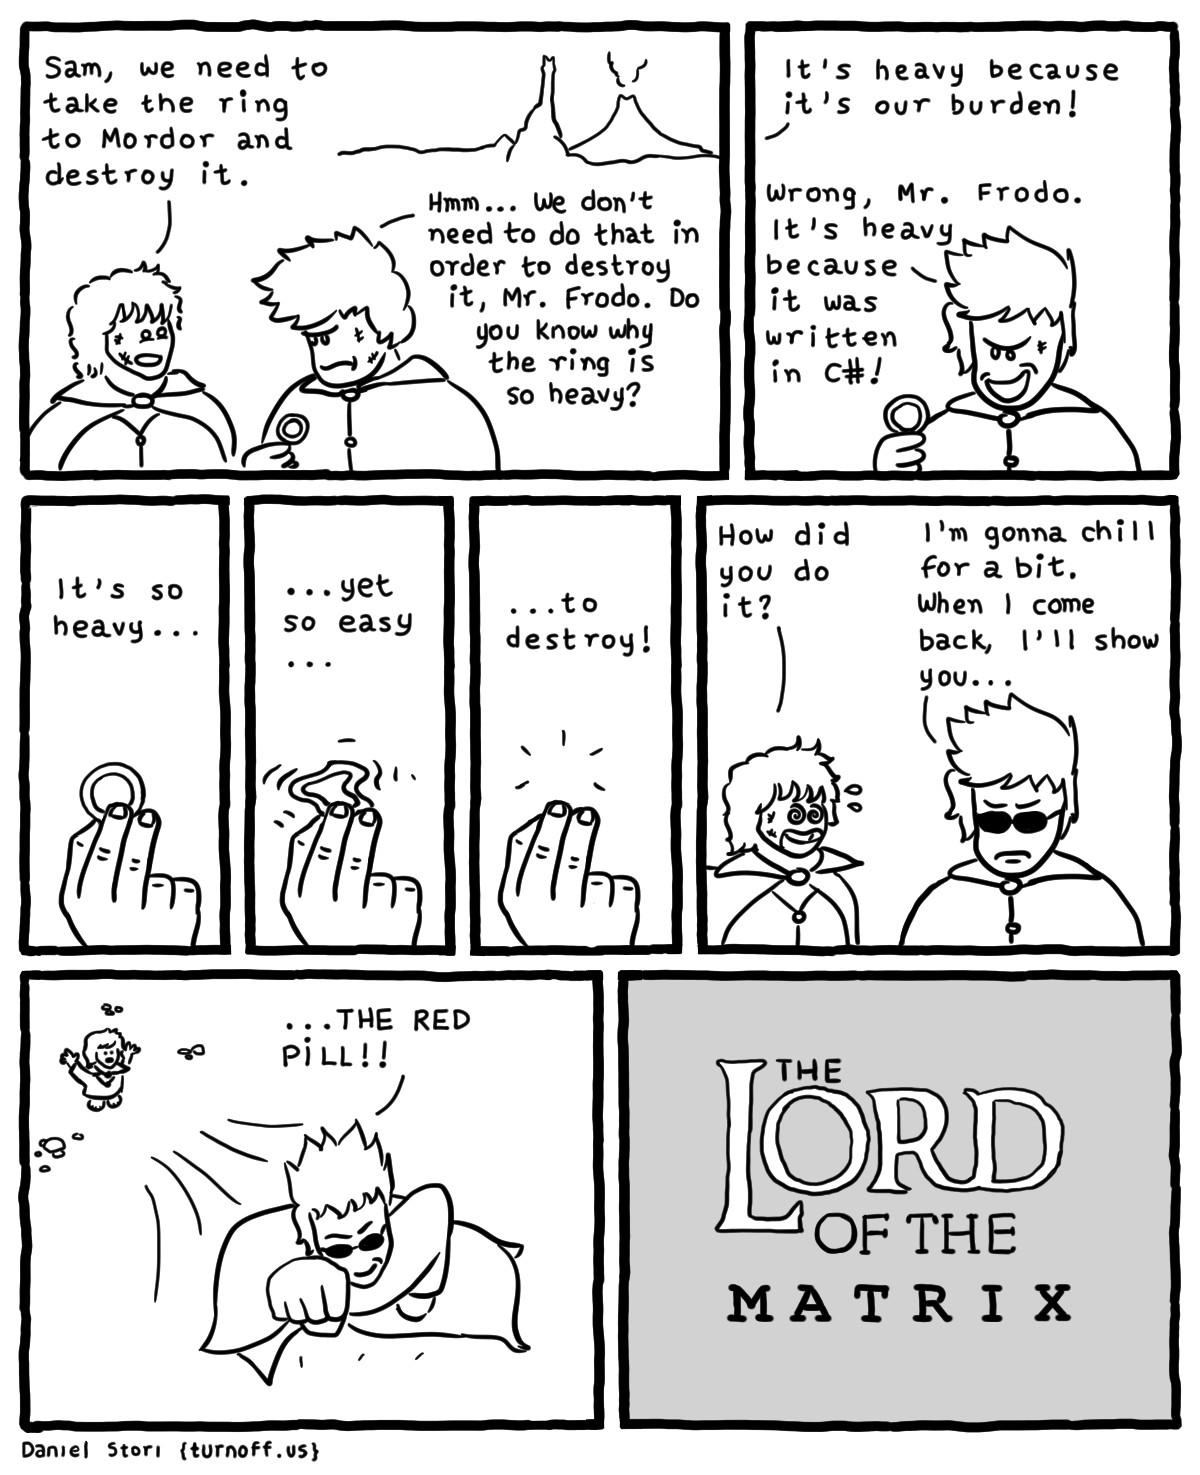 Sam, we need to
take the ring
to Mordor and
destroy it.
Hmm... We don't
need to do that in
order to destroy
it, Mr. Frodo. Do
you know why
the ring is
so heavy?
It's heavy because
it's our burden!
Wrong, Mr. Frodo.
It's heavy
because
it was
written
in C#!
It's so
heavy...
...yet
so easy
...
...to
destroy!
How did
you do
it?
I'm gonna chill
for a bit.
When I come
back, I'll show
you...
...THE RED
PiLL!!
THE
LORD
OF THE
MATRIX
Daniel Stori {turnoff.us}